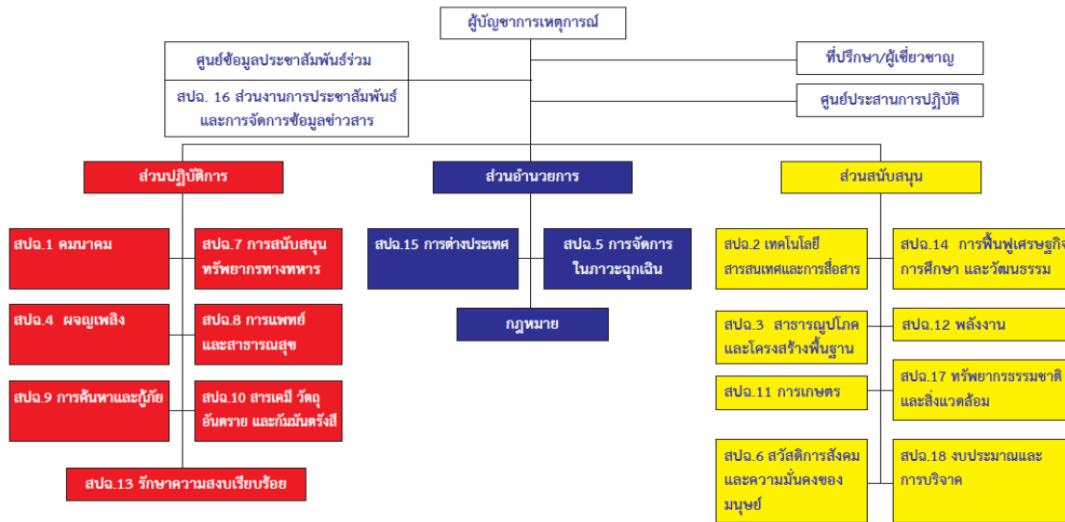 ผู้บัญชาการเหตุการณ์
ศูนย์ข้อมูลประชาสัมพันธ์ร่วม
สปฉ. 16 ส่วนงานการประชาสัมพันธ์
และการจัดการข้อมูลข่าวสาร
ที่ปรึกษา/ผู้เชี่ยวชาญ
ศูนย์ประสานการปฏิบัติ
ส่วนปฏิบัติการ
สปฉ.1 คมนาคม
สปฉ.7 การสนับสนุน
ทรัพยากรทางทหาร
สปฉ.4 ผจญเพลิง
สปฉ.8 การแพทย์
และสาธารณสุข
สปฉ.9 การค้นหาและกู้ภัย
สปฉ.10 สารเคมี วัตถุ
อันตราย และกัมมันตรังสี
สปฉ.13 รักษาความสงบเรียบร้อย
ส่วนอำนวยการ
สปฉ.15 การต่างประเทศ
สปฉ.5 การจัดการ
ในภาวะฉุกเฉิน
กฎหมาย
ส่วนสนับสนุน
สปฉ.2 เทคโนโลยี
สารสนเทศและการสื่อสาร
สปฉ.14 การฟื้นฟูเศรษฐกิจ
การศึกษา และวัฒนธรรม
สปฉ.3 สาธารณูปโภค
และโครงสร้างพื้นฐาน
สปฉ.12 พลังงาน
สปฉ.11 การเกษตร
สปฉ.17 ทรัพยากรธรรมชาติ
และสิ่งแวดล้อม
สปฉ.6 สวัสดิการสังคม
และความมั่นคงของ
มนุษย์
สปฉ.18 งบประมาณและ
การบริจาค